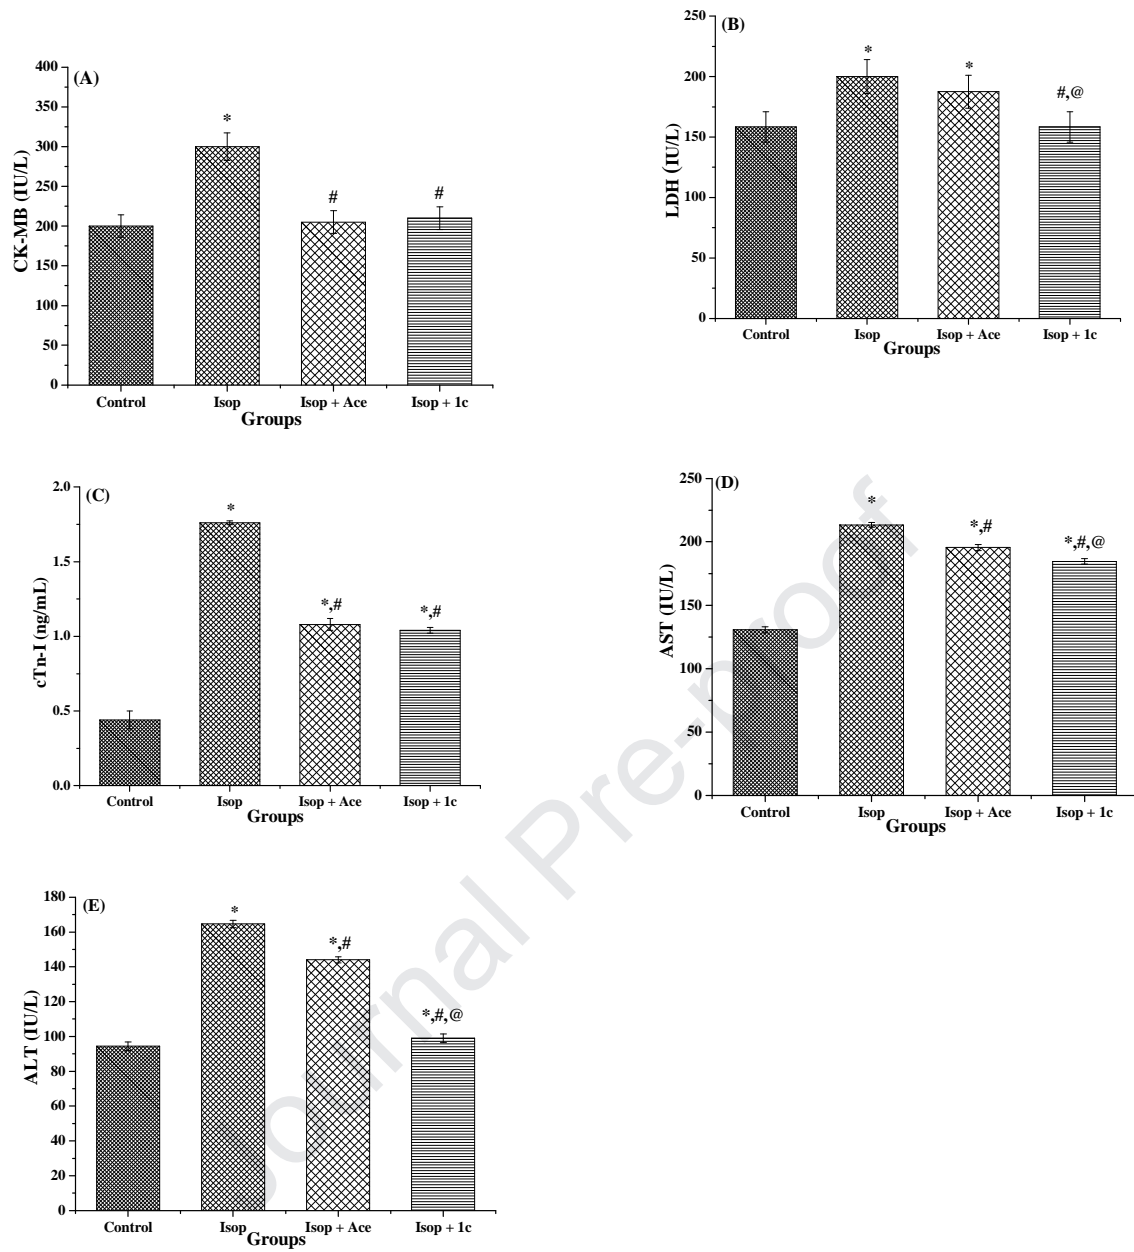 (A)
400
350
300
250
200
150
100
50
0
CK-MB (IU/L)
*
#
#
Control
Isop
Isop + Ace
Isop + 1c
Groups
(B)
250
200
150
100
50
0
LDH (IU/L)
*
*
#,@
Control
Isop
Isop + Ace
Isop + 1c
Groups
(C)
2.0
1.5
1.0
0.5
0.0
cTn-I (ng/mL)
*
*,#
*,#
Control
Isop
Isop + Ace
Isop + 1c
Groups
(D)
250
200
150
100
50
0
AST (IU/L)
*
*,#
*,#,@
Control
Isop
Isop + Ace
Isop + 1c
Groups
(E)
180
160
140
120
100
80
60
40
20
0
ALT (IU/L)
*
*,#
*,#,@
Control
Isop
Isop + Ace
Isop + 1c
Groups
Journal Pre-proof